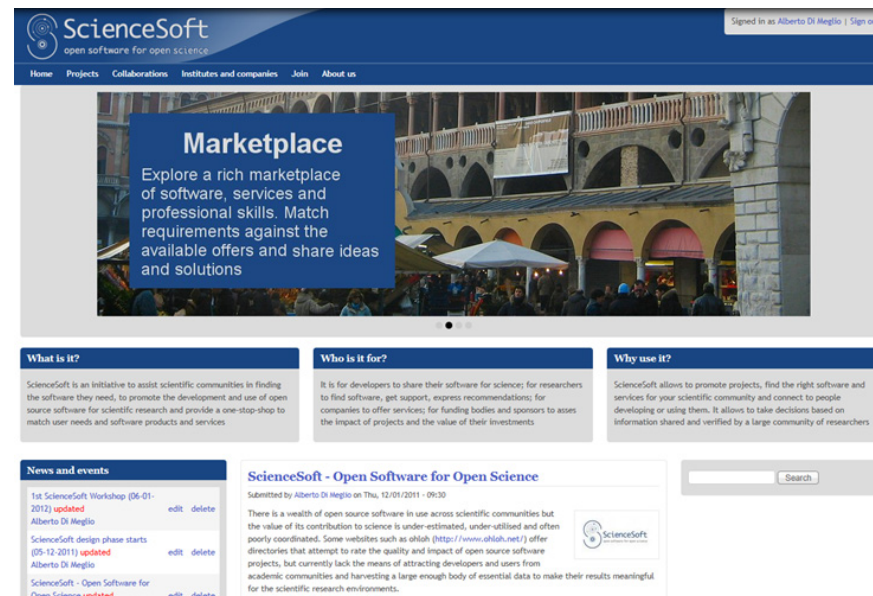 ScienceSoft
open software for open science
Signed in as Alberto Di Meglio | Sign o
Home Projects Collaborations Institutes and companies Join About us
Marketplace
Explore a rich marketplace
of software, services and
professional skills. Match
requirements against the
available offers and share ideas
and solutions
What is it?
ScienceSoft is an initiative to assist scientific communities in finding
the software they need, to promote the development and use of open
source software for scientifc research and provide a one-stop-shop to
match user needs and software products and services
Who is it for?
It is for developers to share their software for science; for researchers
to find software, get support, express recommendations; for
companies to offer services; for funding bodies and sponsors to asses
the impact of projects and the value of their investments
Why use it?
ScienceSoft allows to promote projects, find the right software and
services for your scientific community and connect to people
developing or using them. It allows to take decisions based on
information shared and verified by a large community of researchers
News and events
1st ScienceSoft Workshop (06-01-
2012) updated edit delete
Alberto Di Meglio
ScienceSoft design phase starts
(05-12-2011) updated edit delete
Alberto Di Meglio
ScienceSoft - Open Software for
Open Science updated edit delete
ScienceSoft - Open Software for Open Science
Submitted by Alberto Di Meglio on Thu, 12/01/2011 - 09:30
There is a wealth of open source software in use across scientific communities but
the value of its contribution to science is under-estimated, under-utilised and often
poorly coordinated. Some websites such as ohloh (http://www.ohloh.net/) offer
directories that attempt to rate the quality and impact of open source software
projects, but currently lack the means of attracting developers and users from
academic communities and harvesting a large enough body of essential data to make their results meaningful
for the scientific research environments.
ScienceSoft
Search